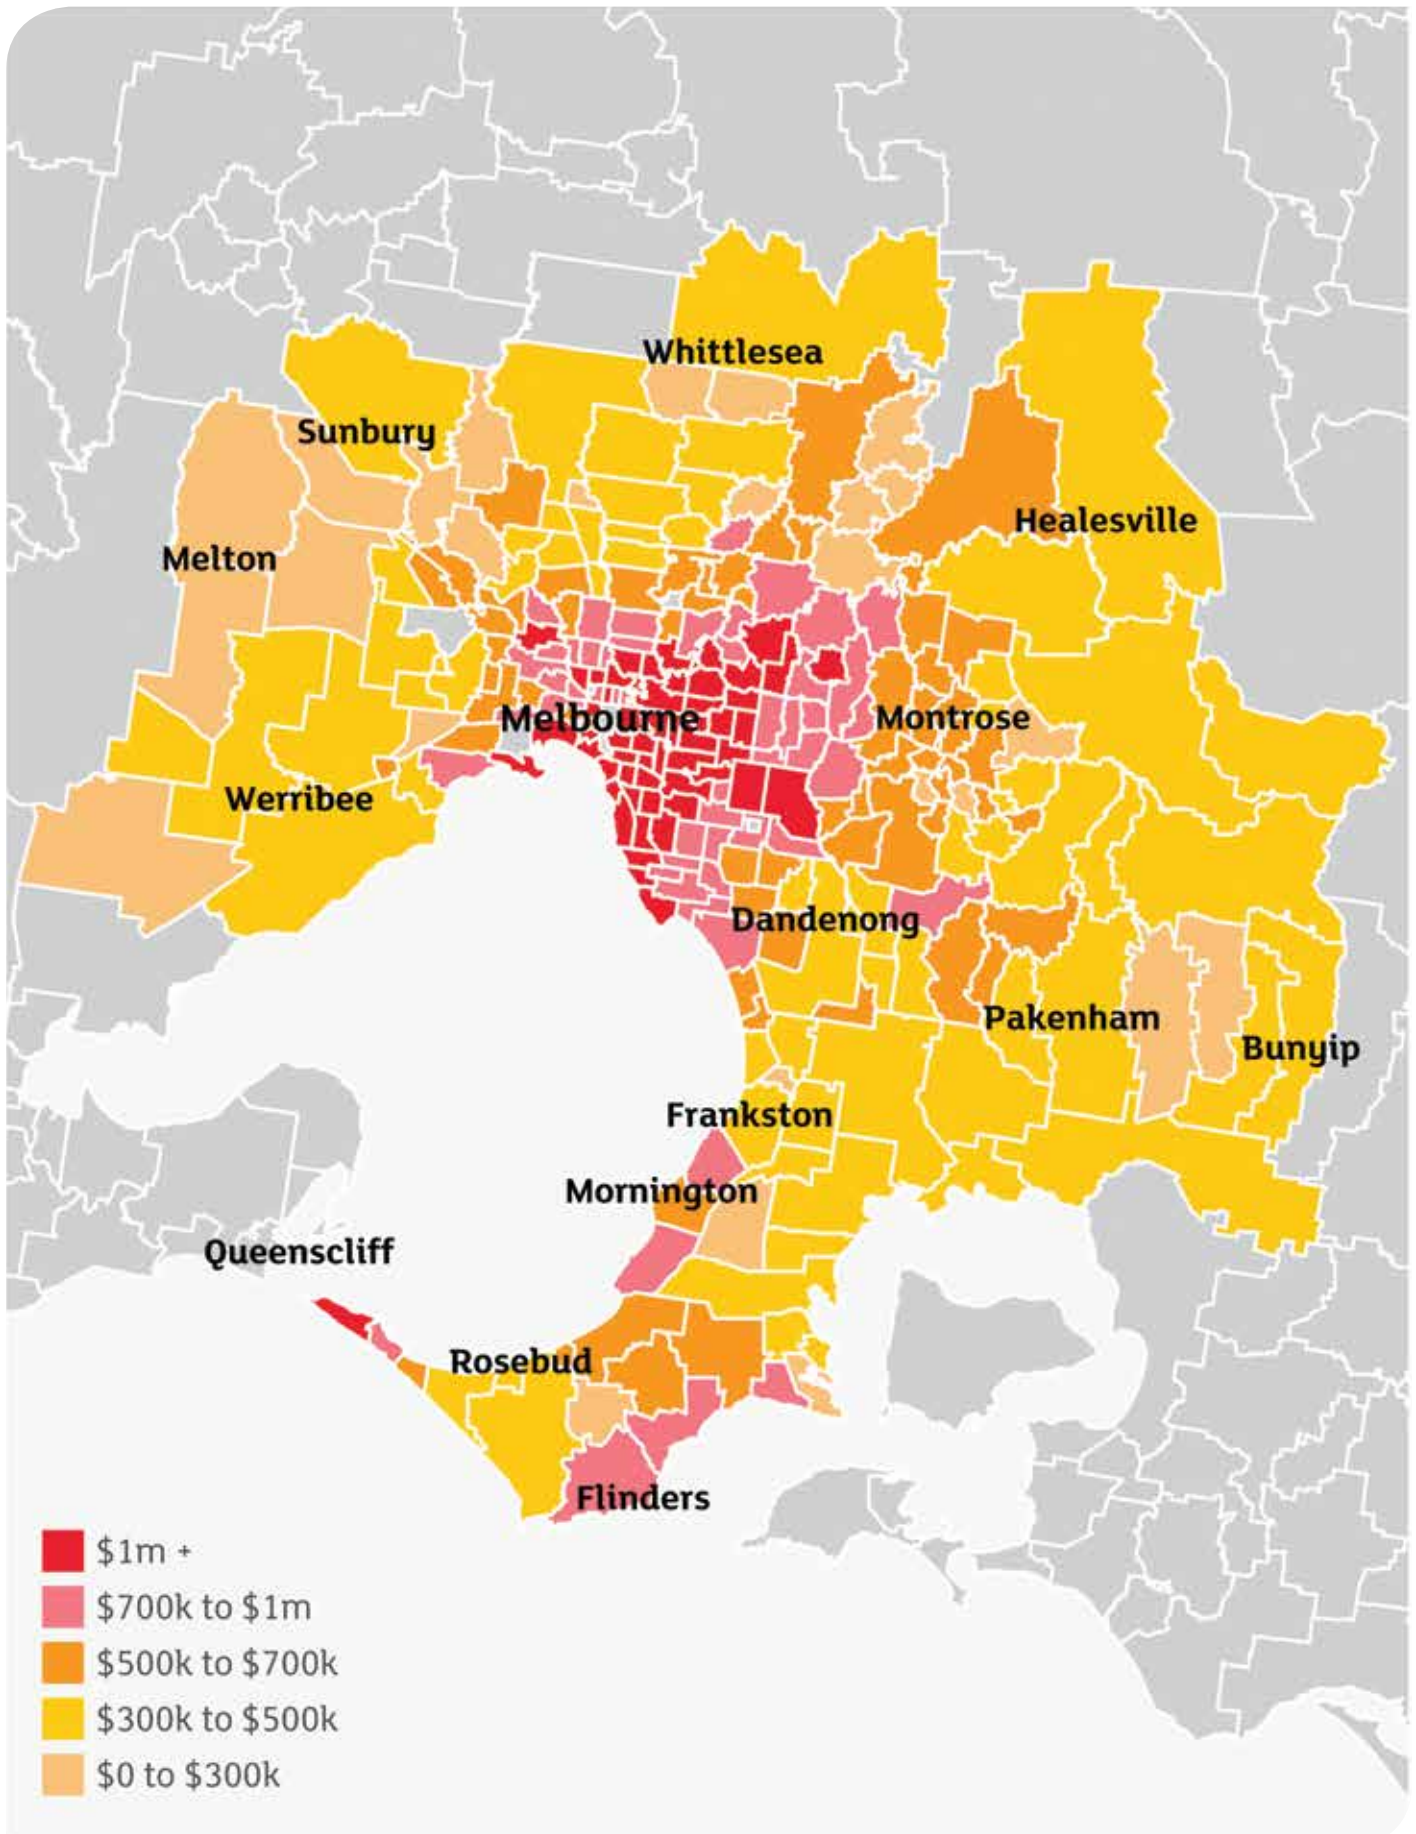 Whittlesea
Sunbury
Healesville
Melton
Melbourne
Montrose
Werribee
Dandenong
Pakenham
Bunyip
Frankston
Mornington
Queenscliff
Rosebud
Flinders
$1m +
$700k to $1m
$500k to $700k
$300k to $500k
$0 to $300k